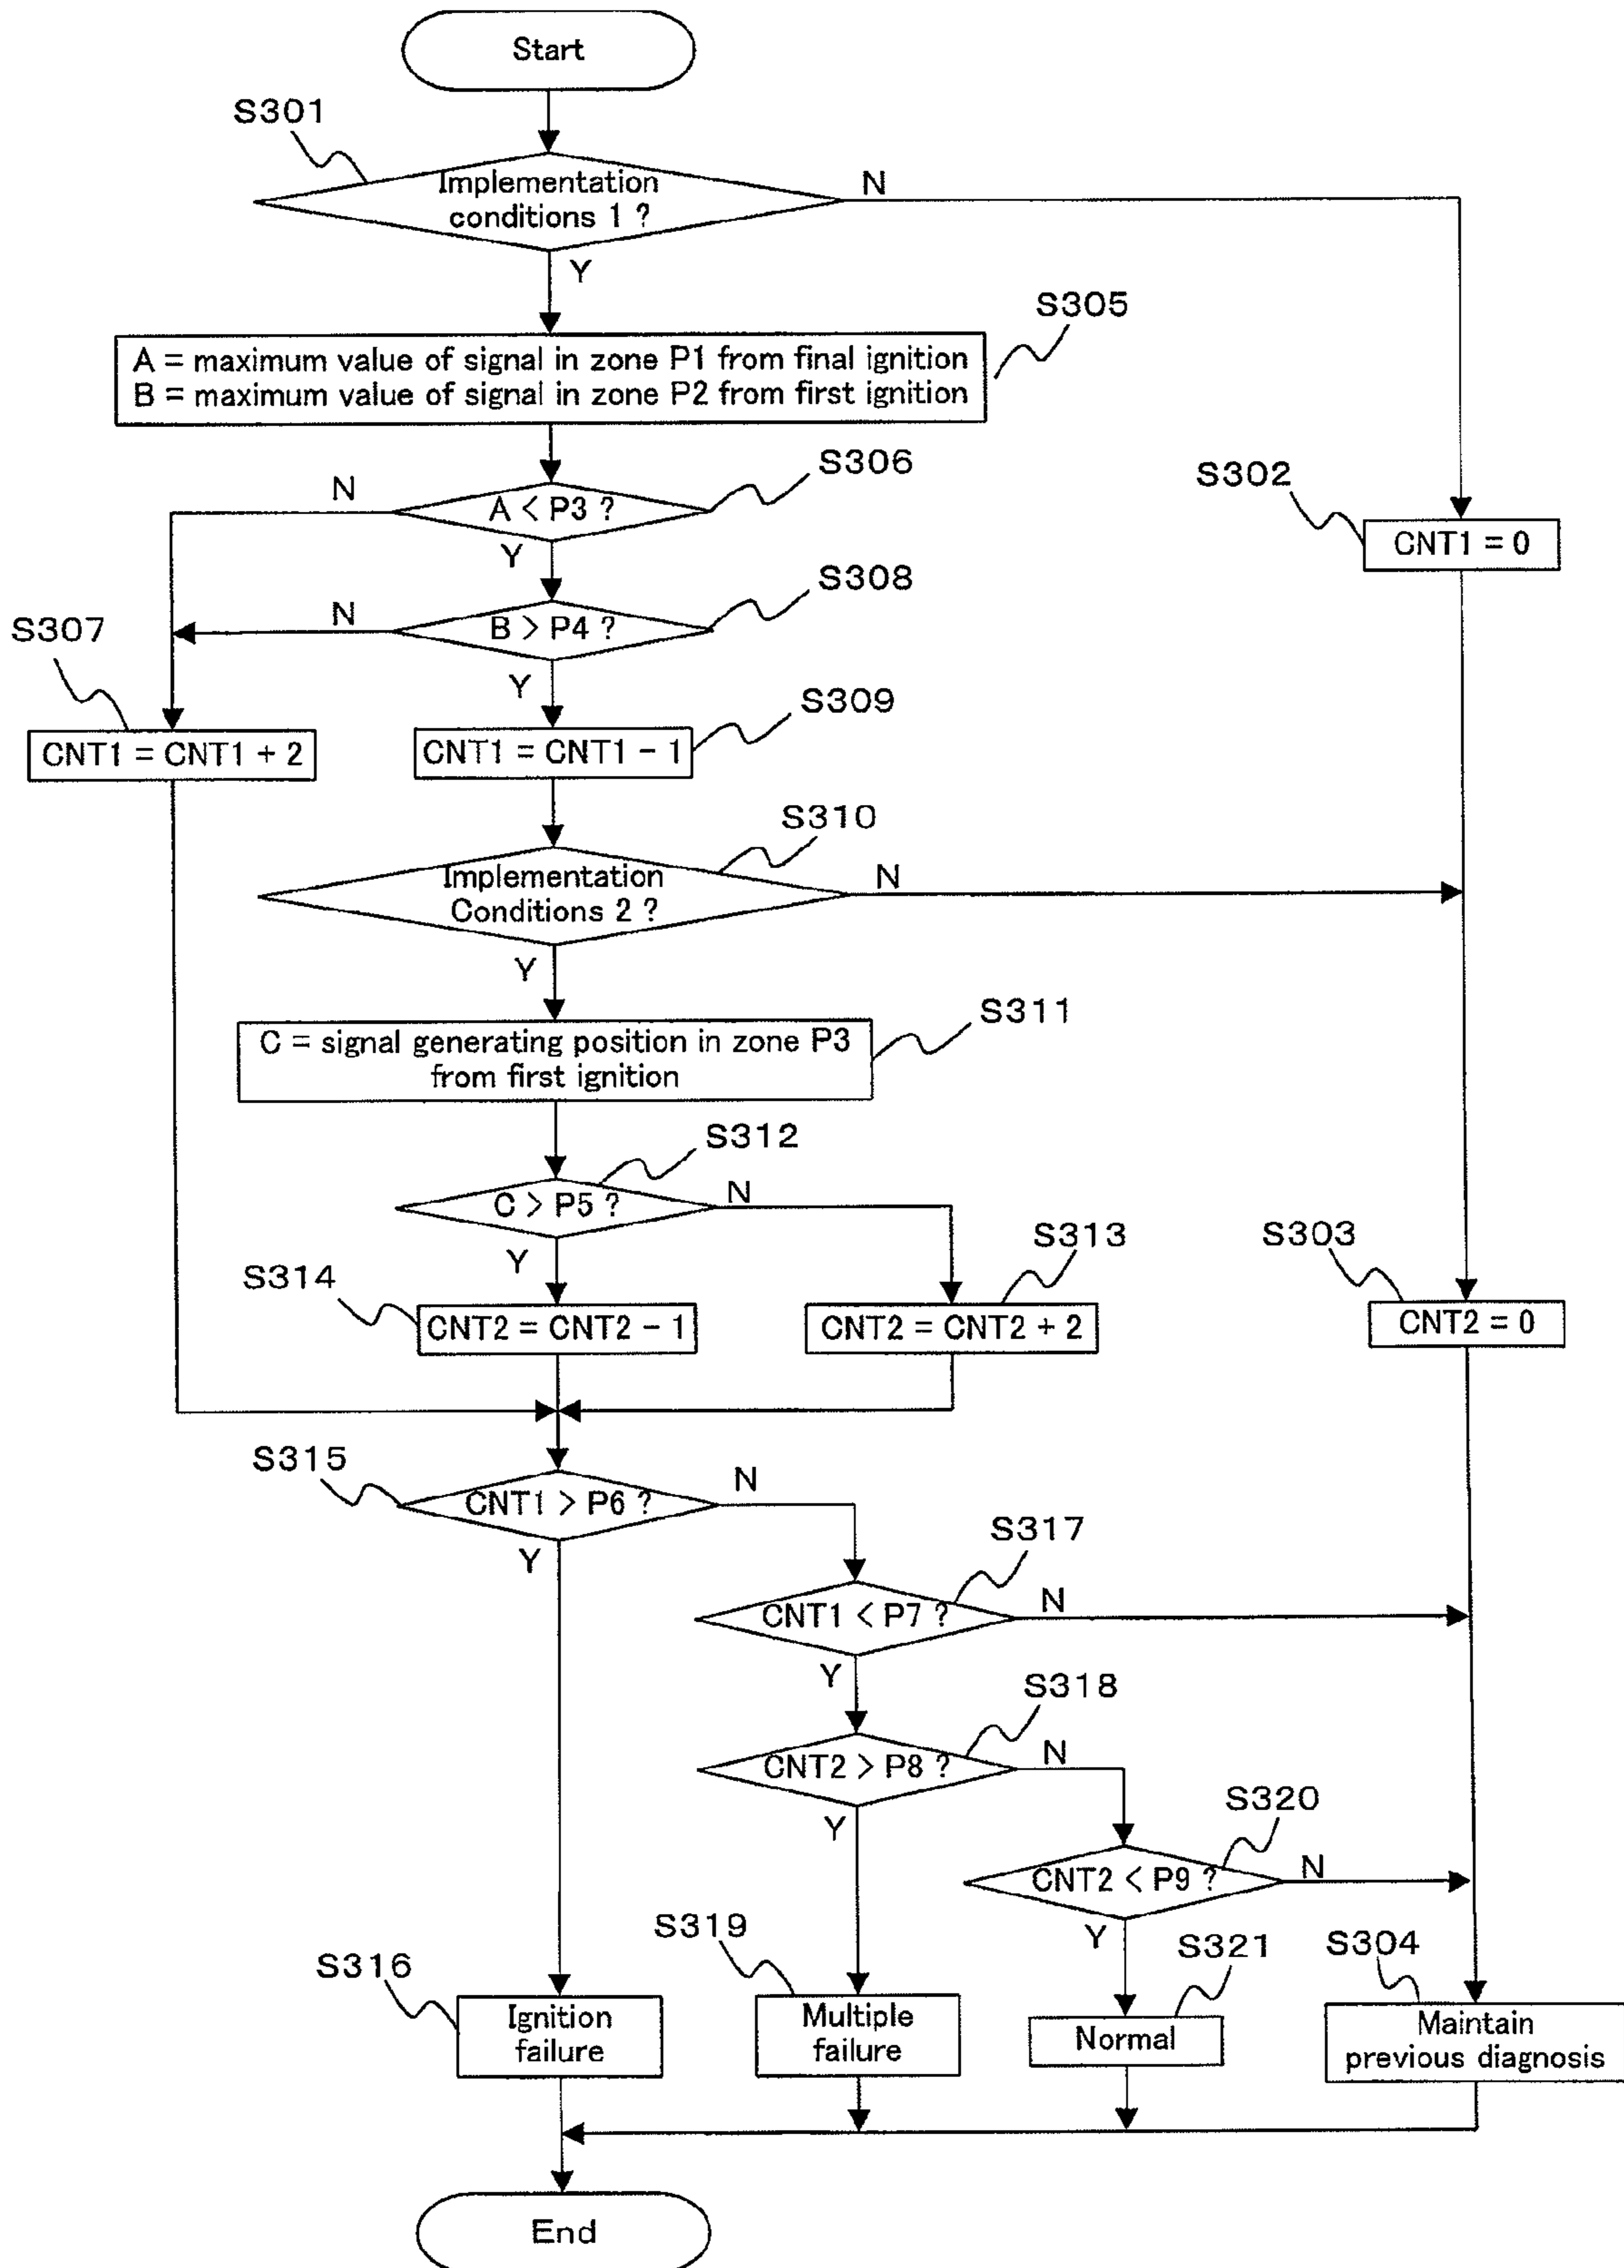 Start
S301
Implementation
conditions 1 ?
N
Y
S305
A = maximum value of signal in zone P1 from final ignition
B = maximum value of signal in zone P2 from first ignition
S306
N
A < P3 ?
Y
S302
CNT1 = 0
S308
N
B > P4 ?
Y
S307
CNT1 = CNT1 + 2
S309
CNT1 = CNT1 - 1
S310
Implementation
Conditions 2 ?
N
Y
S311
C = signal generating position in zone P3
from first ignition
S312
C > P5 ?
N
Y
S314
CNT2 = CNT2 - 1
S313
CNT2 = CNT2 + 2
S303
CNT2 = 0
S315
CNT1 > P6 ?
N
Y
S317
CNT1 < P7 ?
N
Y
S318
CNT2 > P8 ?
N
Y
S320
CNT2 < P9 ?
N
Y
S316
Ignition
failure
S319
Multiple
failure
S321
Normal
S304
Maintain
previous diagnosis
End